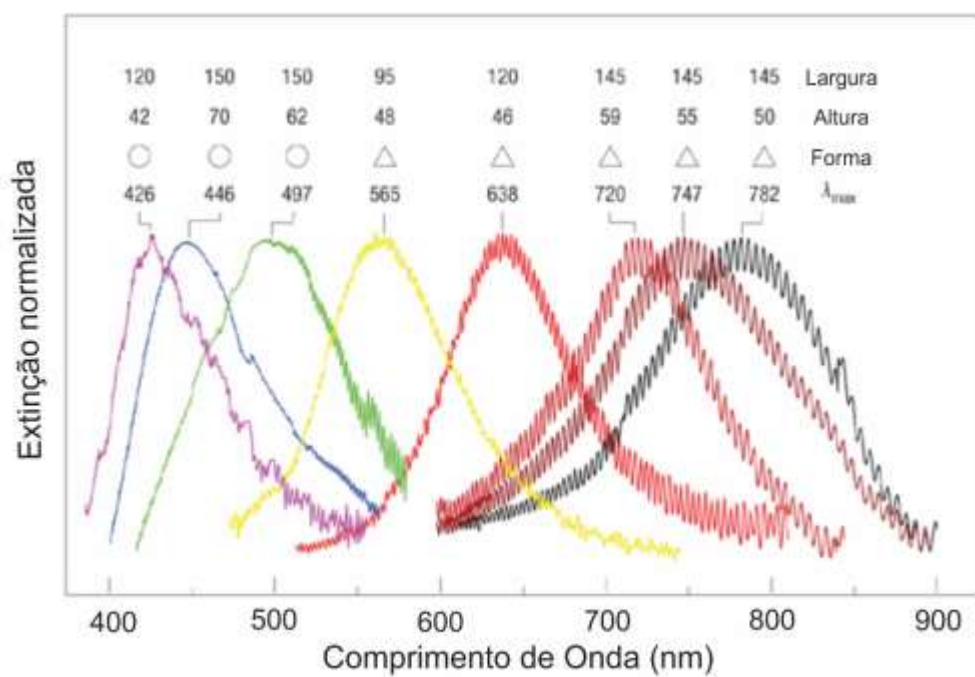 120 150 150 95 120 145 145 145 Largura
42 70 62 48 46 59 55 50 Altura
Forma
426 446 497 565 638 720 747 782 λmax
Extinção normalizada
400 500 600 700 800 900
Comprimento de Onda (nm)